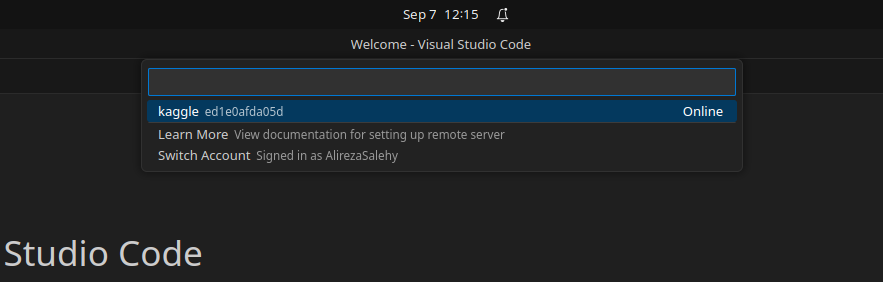 Sep 7 12:15
Welcome - Visual Studio Code
kaggle ed1e0afda05d Online
Learn More View documentation for setting up remote server
Switch Account Signed in as AlirezaSalehy
Studio Code